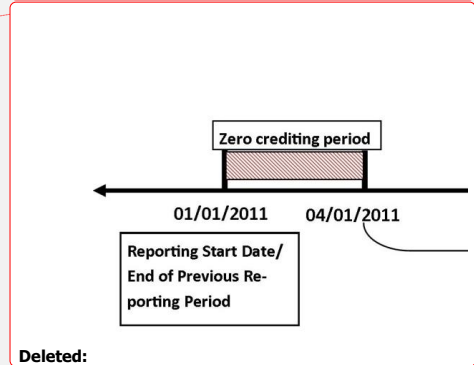 Zero crediting period
01/01/2011 04/01/2011
Reporting Start Date/
End of Previous Re-
porting Period
Deleted: